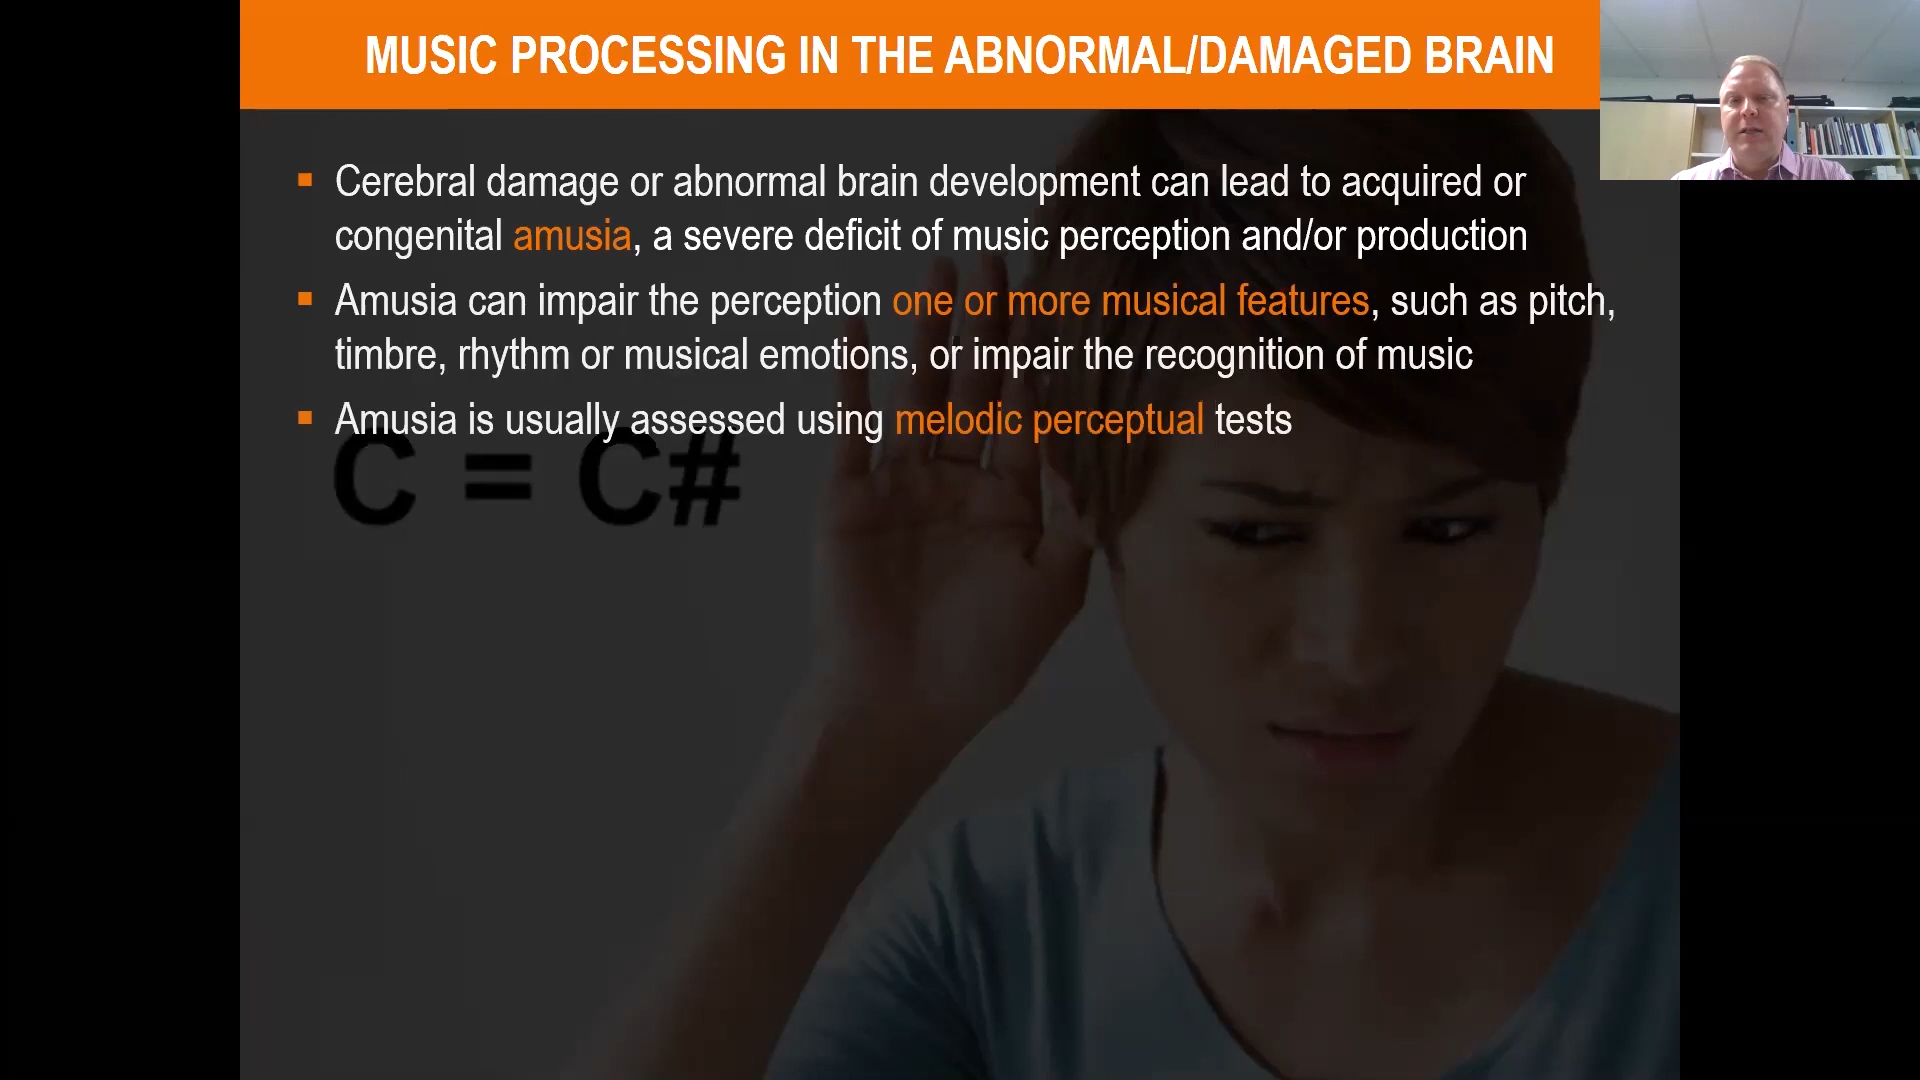 MUSIC PROCESSING IN THE ABNORMAL/DAMAGED BRAIN
▪ Cerebral damage or abnormal brain development can lead to acquired or
congenital amusia, a severe deficit of music perception and/or production
▪ Amusia can impair the perception one or more musical features, such as pitch,
timbre, rhythm or musical emotions, or impair the recognition of music
▪ Amusia is usually assessed using melodic perceptual tests
C = C#